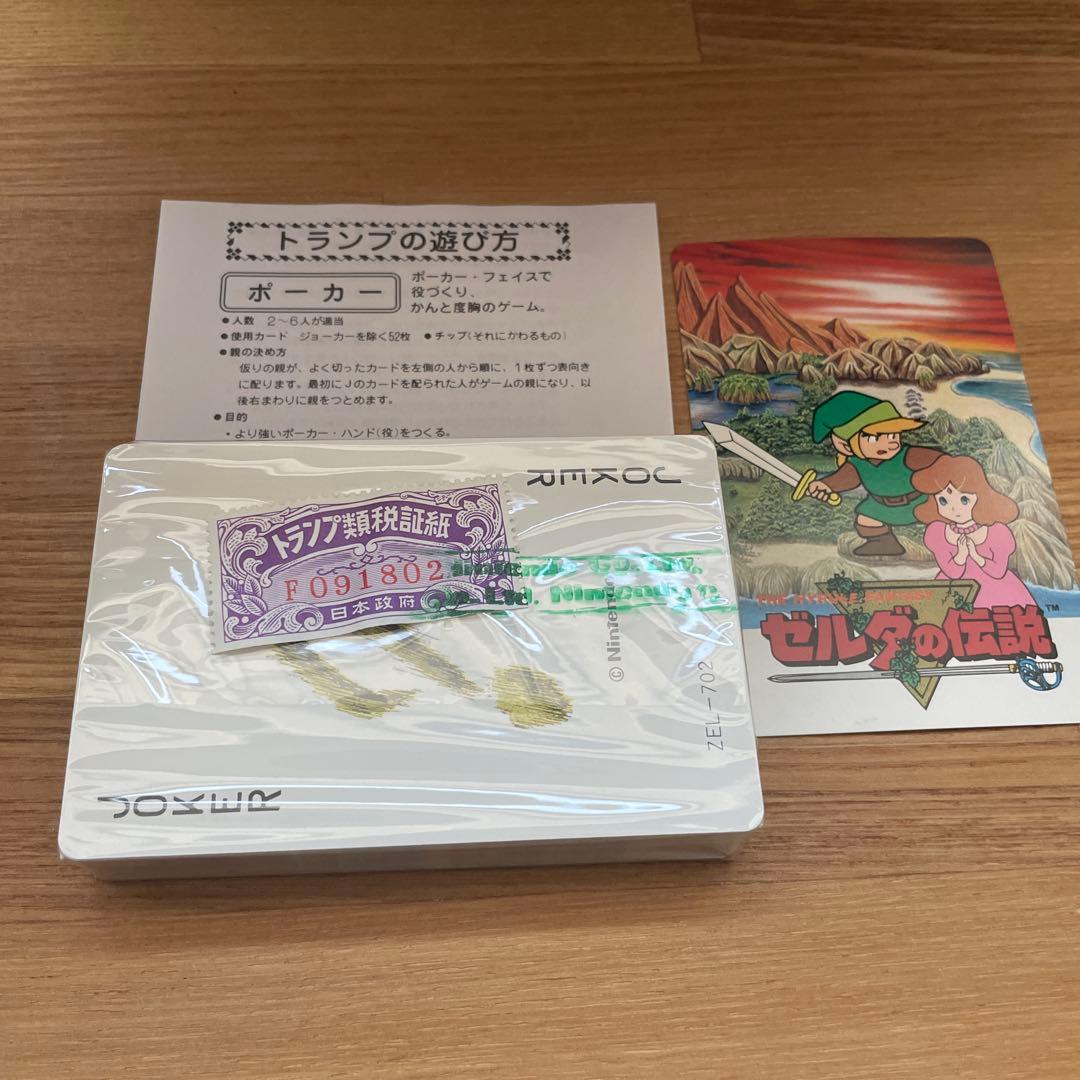 トランプの遊び方
ポーカー
ポーカー・フェイスで
役づくり、
かんと度胸のゲーム。
●人数 2〜6人が適当
●使用カード ジョーカーを除く52枚 ●チップ(それにかわるもの)
●親の決め方
仮りの親が、よく切ったカードを左側の人から順に、1枚ずつ表向き
に配ります。最初にJのカードを配られた人がゲームの親になり、以
後右まわりに親をつとめます。
●目的
・より強いポーカー・ハンド(役)をつくる。
JOKER
トランプ類税証紙
F091802
日本政府
Ltd. Nintendo
© Nintendo
ZEL-702
JOKER
THE HYRULE FANTASY
ゼルダの伝説™